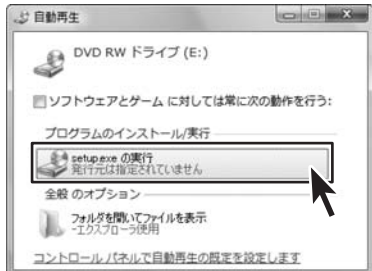 自動再生
DVD RW ドライブ (E:)
ソフトウェアとゲーム に対しては常に次の動作を行う:
プログラムのインストール/実行
setup.exe の実行
発行元は指定されていません
全般 のオプション
フォルダを開いてファイルを表示
-エクスプローラ使用
コントロール パネルで自動再生の既定を設定します